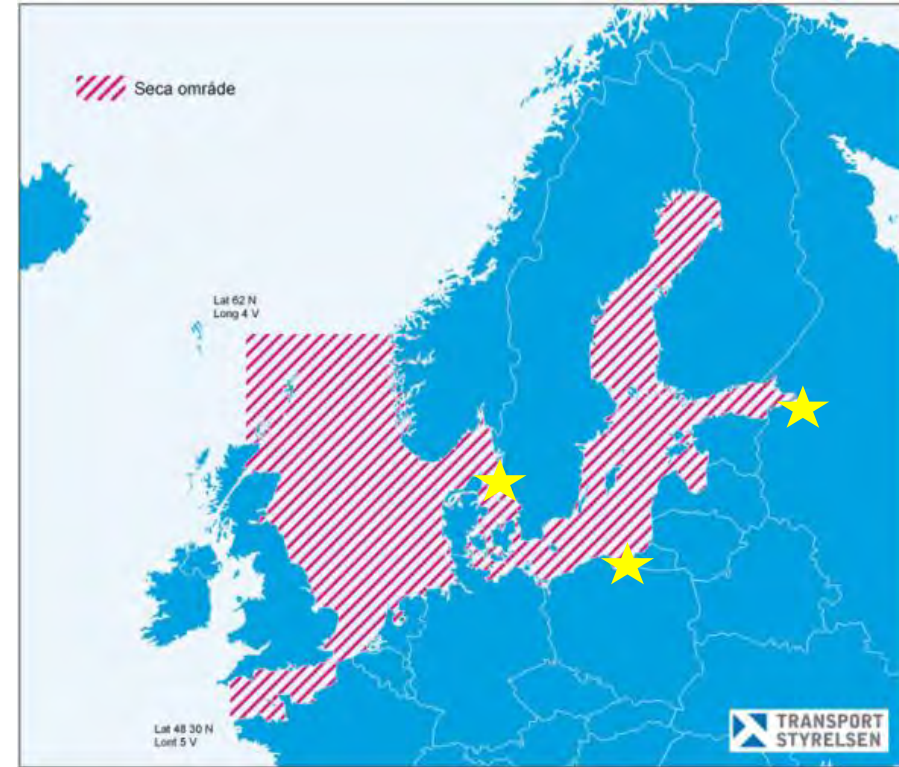 Seca område
Lat 62 N
Long 4 V
Lat 48 30 N
Lont 5 V
TRANSPORT
STYRELSEN